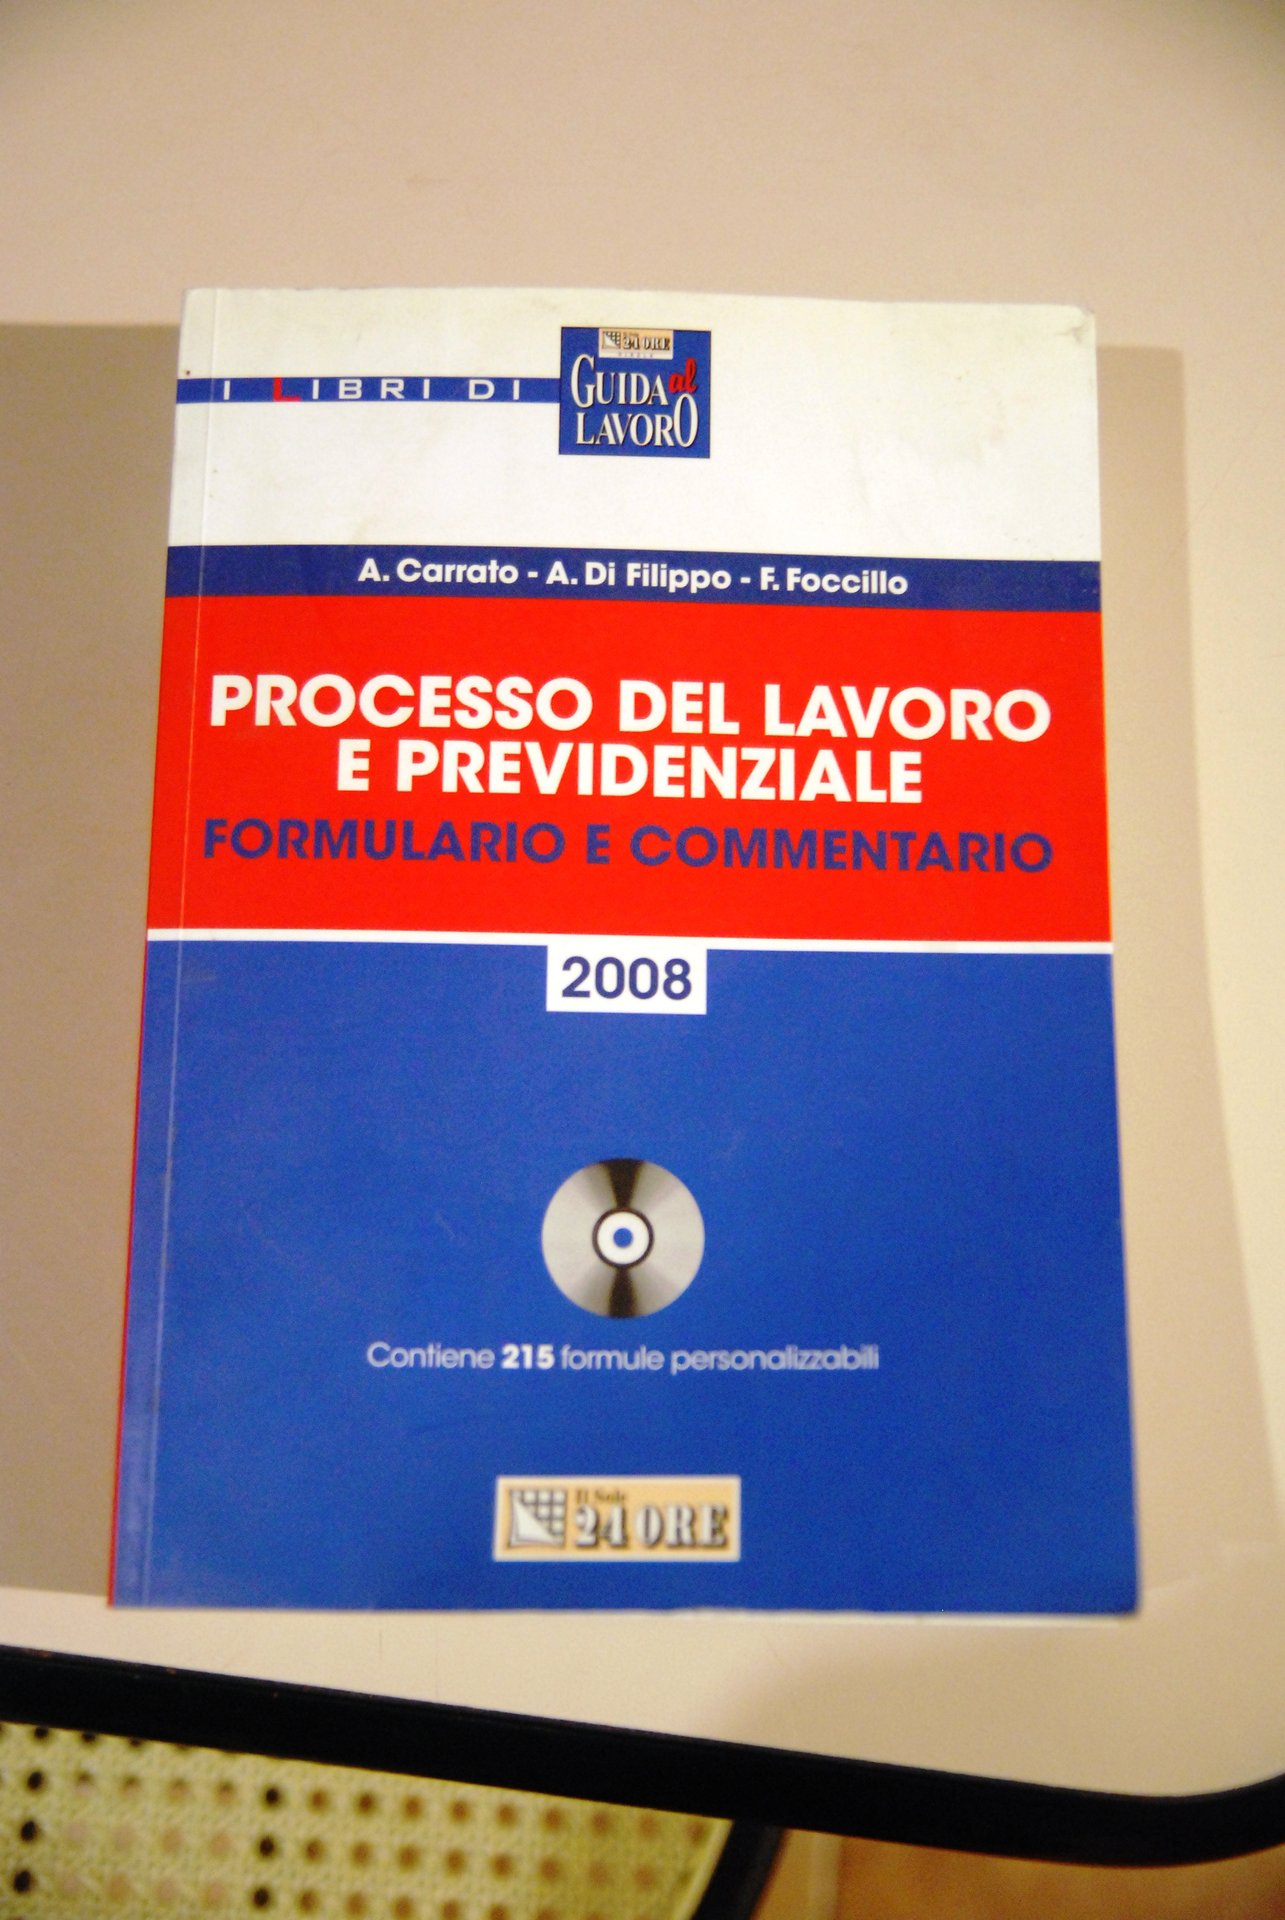 24 ORE
I LIBRI DI
GUIDA al
LAVORO
A. Carrato - A. Di Filippo - F. Foccillo
PROCESSO DEL LAVORO
E PREVIDENZIALE
FORMULARIO E COMMENTARIO
2008
Contiene 215 formule personalizzabili
Il Sole
24 ORE